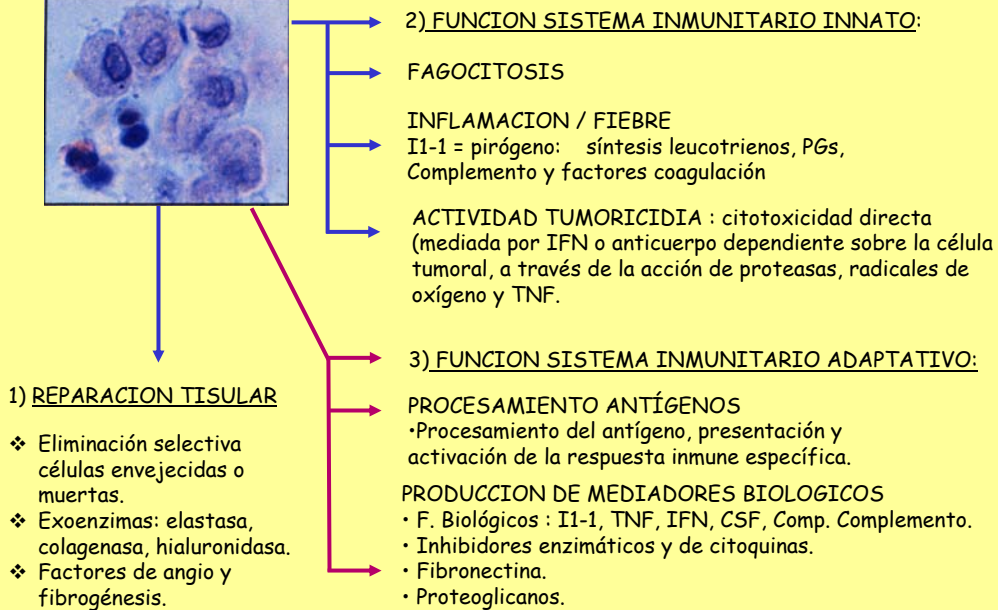 2) FUNCION SISTEMA INMUNITARIO INNATO:
FAGOCITOSIS
INFLAMACION / FIEBRE
I1-1 = pirógeno: síntesis leucotrienos, PGs,
Complemento y factores coagulación
ACTIVIDAD TUMORICIDIA : citotoxicidad directa
(mediada por IFN o anticuerpo dependiente sobre la célula
tumoral, a través de la acción de proteasas, radicales de
oxígeno y TNF.
3) FUNCION SISTEMA INMUNITARIO ADAPTATIVO:
PROCESAMIENTO ANTÍGENOS
•Procesamiento del antígeno, presentación y
activación de la respuesta inmune específica.
PRODUCCION DE MEDIADORES BIOLOGICOS
• F. Biológicos : I1-1, TNF, IFN, CSF, Comp. Complemento.
• Inhibidores enzimáticos y de citoquinas.
• Fibronectina.
• Proteoglicanos.
1) REPARACION TISULAR
❖ Eliminación selectiva
células envejecidas o
muertas.
❖ Exoenzimas: elastasa,
colagenasa, hialuronidasa.
❖ Factores de angio y
fibrogénesis.